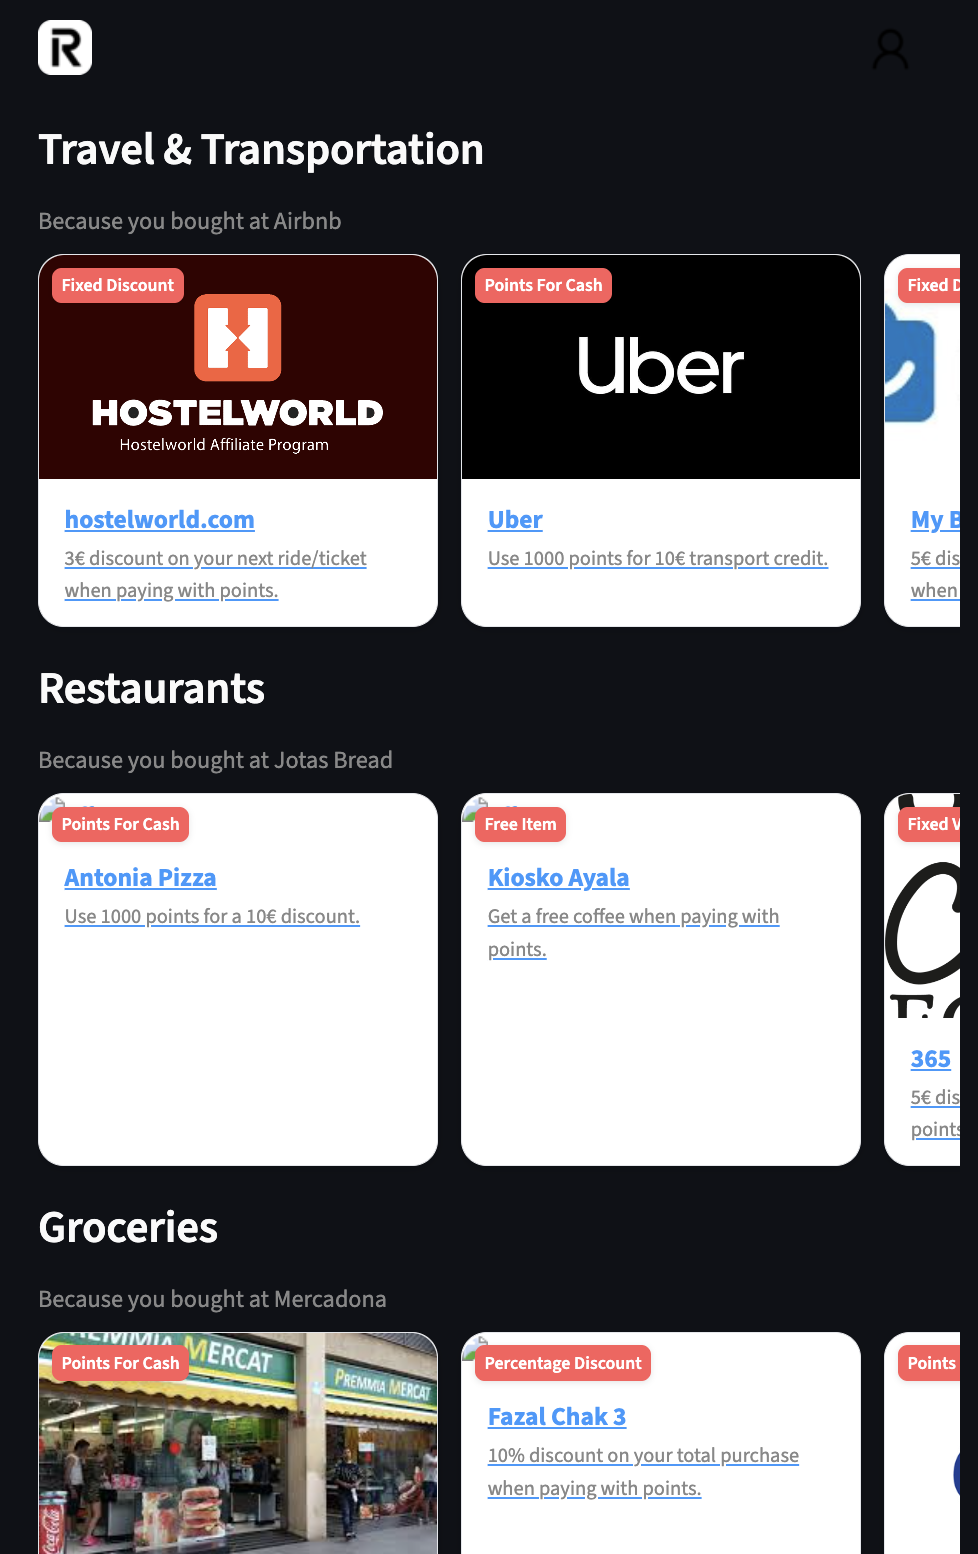 R
Travel & Transportation
Because you bought at Airbnb
Fixed Discount
HOSTELWORLD
Hostelworld Affiliate Program
hostelworld.com
3€ discount on your next ride/ticket
when paying with points.
Points For Cash
Uber
Uber
Use 1000 points for 10€ transport credit.
Fixed
My
5€
when
Restaurants
Because you bought at Jotas Bread
Points For Cash
Antonia Pizza
Use 1000 points for a 10€ discount.
Free Item
Kiosko Ayala
Get a free coffee when paying with
points.
Fixed
365
5€
points
Groceries
Because you bought at Mercadona
Points For Cash
PREMMIA MERCAT
PREMMIA MERCAT
Coca-Cola
Percentage Discount
Fazal Chak 3
10% discount on your total purchase
when paying with points.
Points